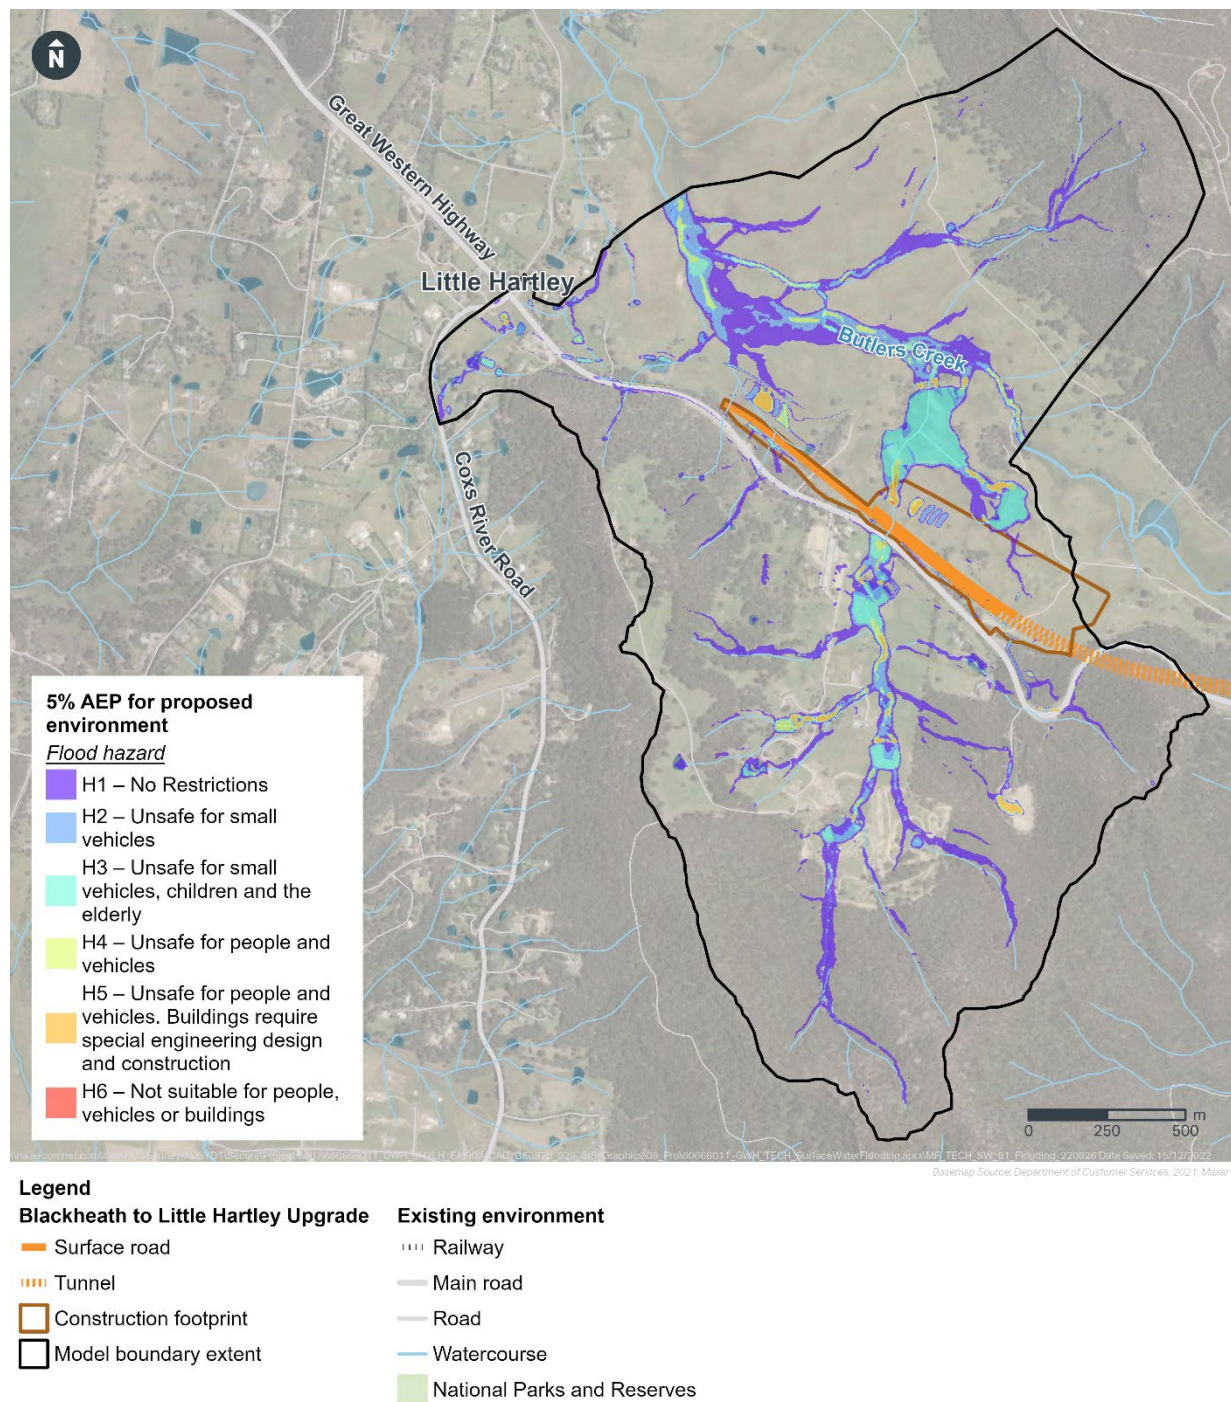 N
Great Western Highway
Little Hartley
Butlers Creek
Coxs River Road
5% AEP for proposed
environment
Flood hazard
H1 – No Restrictions
H2 – Unsafe for small
vehicles
H3 – Unsafe for small
vehicles, children and the
elderly
H4 – Unsafe for people and
vehicles
H5 – Unsafe for people and
vehicles. Buildings require
special engineering design
and construction
H6 – Not suitable for people,
vehicles or buildings
m
0 250 500
Date Saved: 15/12/2022
Basemap Source: Department of Customer Services, 2021, Maxar
Legend
Blackheath to Little Hartley Upgrade
Surface road
Tunnel
Construction footprint
Model boundary extent
Existing environment
Railway
Main road
Road
Watercourse
National Parks and Reserves